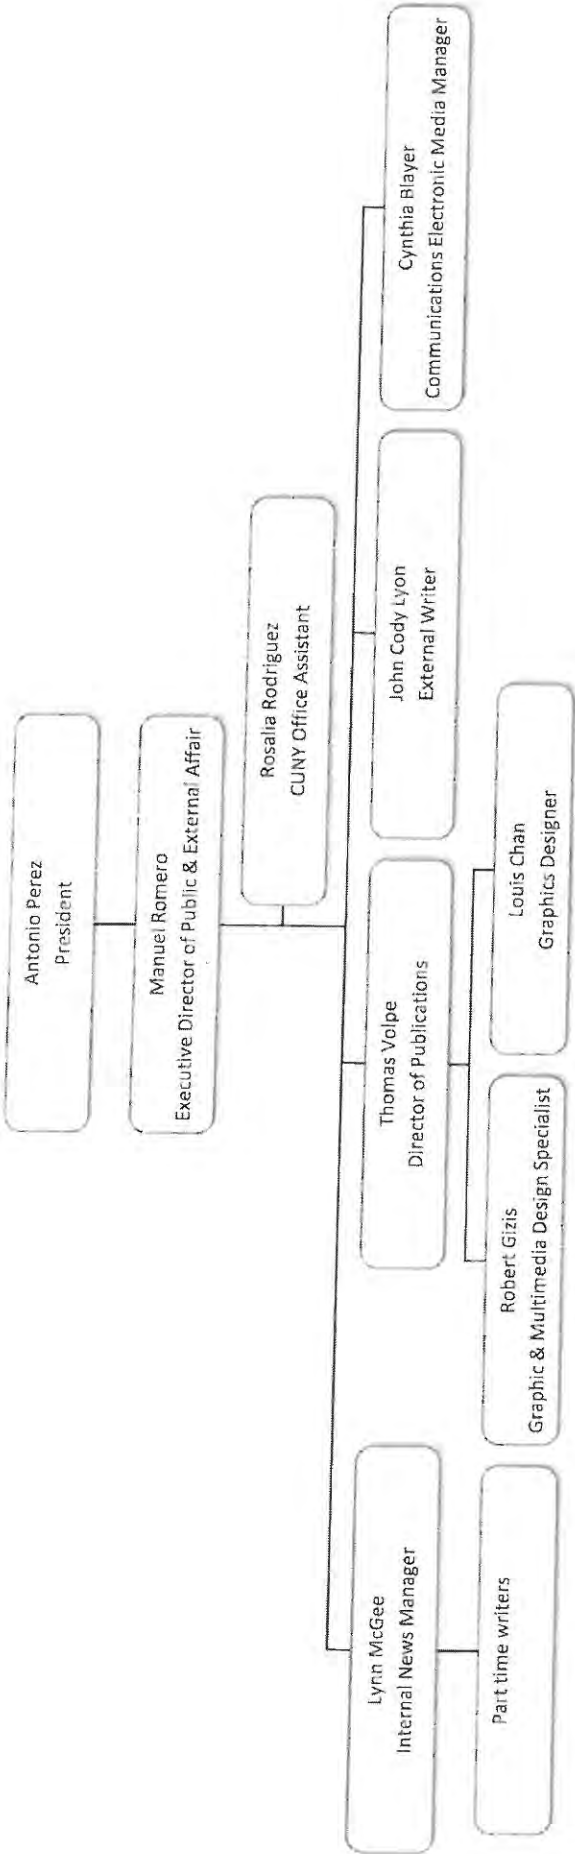 Antonio Perez
President
Manuel Romero
Executive Director of Public & External Affair
Rosalia Rodriguez
CUNY Office Assistant
Lynn McGee
Internal News Manager
Thomas Volpe
Director of Publications
John Cody Lyon
External Writer
Cynthia Blayer
Communications Electronic Media Manager
Part time writers
Robert Gizis
Graphic & Multimedia Design Specialist
Louis Chan
Graphics Designer